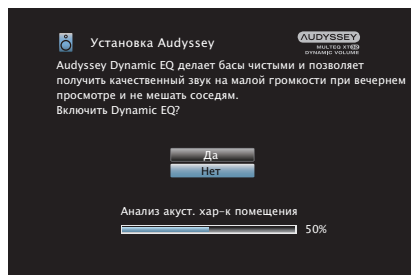 Установка Audyssey
AUDYSSEY
MULTEQ XT32
DYNAMIC VOLUME
Audyssey Dynamic EQ делает басы чистыми и позволяет
получить качественный звук на малой громкости при вечернем
просмотре и не мешать соседям.
Включить Dynamic EQ?
Да
Нет
Анализ акуст. хар-к помещения
50%